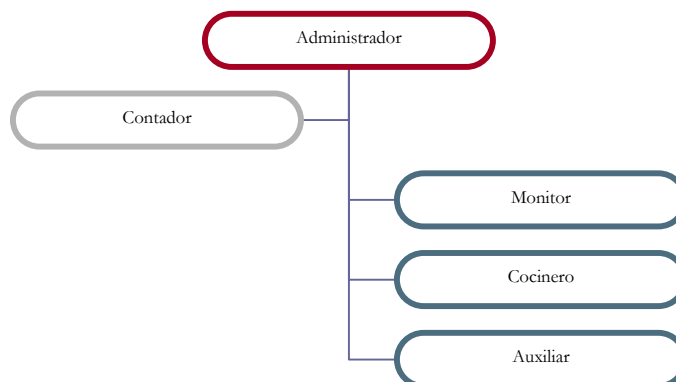 Administrador
Contador
Monitor
Cocinero
Auxiliar